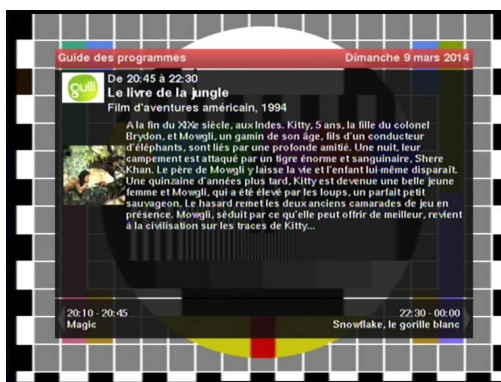 Guide des programmes
Dimanche 9 mars 2014
gulli
De 20:45 à 22:30
Le livre de la jungle
Film d'aventures américain, 1994
A la fin du XIXe siècle, aux Indes. Kitty, 5 ans, la fille du colonel
Brydon, et Mowgli, un gamin de son âge, fils d'un conducteur
d'éléphants, sont liés par une profonde amitié. Une nuit, leur
campement est attaqué par un tigre énorme et sanguinaire, Shere
Khan. Le père de Mowgli y laisse la vie et l'enfant lui-même disparaît.
Une quinzaine d'années plus tard, Kitty est devenue une belle jeune
femme et Mowgli, qui a été élevé par les loups, un parfait petit
sauvageon. Le hasard remet les deux anciens camarades de jeu en
présence. Mowgli, séduit par ce qu'elle peut offrir de meilleur, revient
à la civilisation sur les traces de Kitty...
20:10 - 20:45
Magic
22:30 - 00:00
Snowflake, le gorille blanc